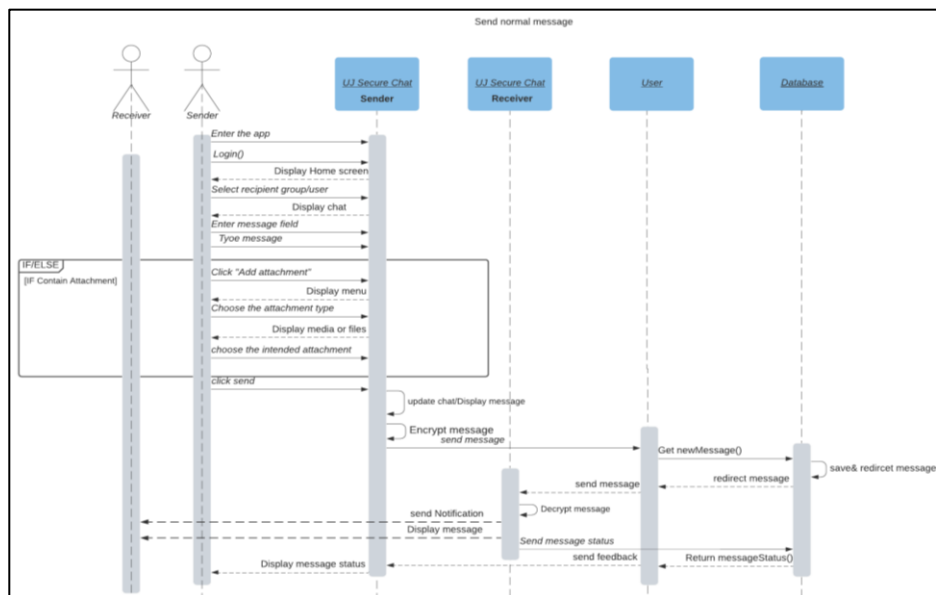 Send normal message
UJ Secure Chat
Sender
UJ Secure Chat
Receiver
User
Database
Receiver
Sender
Enter the app
Login()
Display Home screen
Select recipient group/user
Display chat
Enter message field
Tyoe message
IF/ELSE
[IF Contain Attachment]
Click "Add attachment"
Display menu
Choose the attachment type
Display media or files
choose the intended attachment
click send
update chat/Display message
Encrypt message
send message
Get newMessage()
save& redircet message
redirect message
send message
Decrypt message
send Notification
Display message
Send message status
send feedback
Return messageStatus()
Display message status